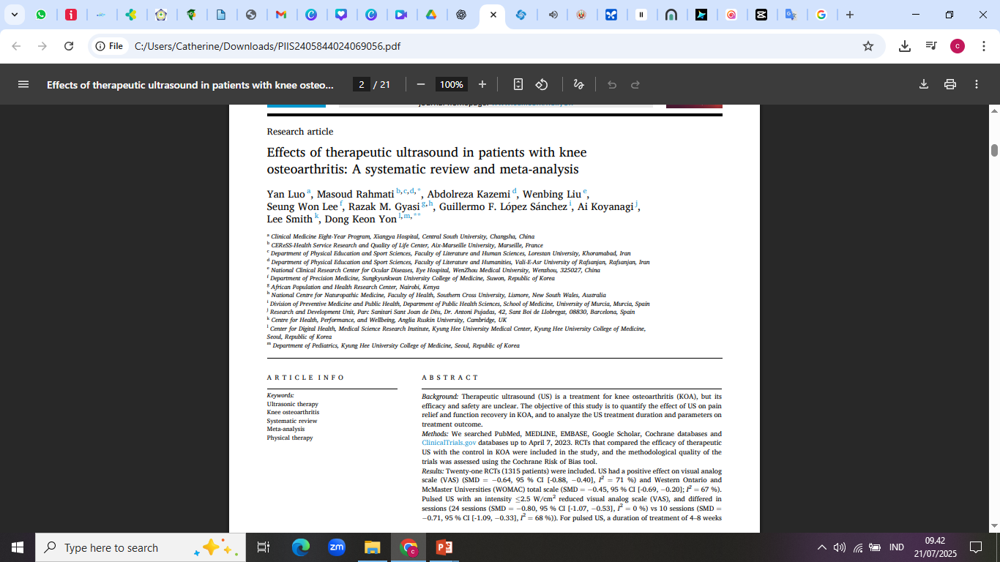 File
C:/Users/Catherine/Downloads/PIIS2405844024069056.pdf
Effects of therapeutic ultrasound in patients with knee osteo...
2 / 21
100%
Research article
Effects of therapeutic ultrasound in patients with knee
osteoarthritis: A systematic review and meta-analysis
Yan Luo a, Masoud Rahmati b,c,d,*, Abdolreza Kazemi d, Wenbing Liu e,
Seung Won Lee f, Razak M. Gyasi g,h, Guillermo F. López Sánchez i, Ai Koyanagi j,
Lee Smith k, Dong Keon Yon l,m,**
a Clinical Medicine Eight-Year Program, Xiangya Hospital, Central South University, Changsha, China
b CEReSS-Health Service Research and Quality of Life Center, Aix-Marseille University, Marseille, France
c Department of Physical Education and Sport Sciences, Faculty of Literature and Human Sciences, Lorestan University, Khoramabad, Iran
d Department of Physical Education and Sport Sciences, Faculty of Literature and Humanities, Vali-E-Asr University of Rafsanjan, Rafsanjan, Iran
e National Clinical Research Center for Ocular Diseases, Eye Hospital, WenZhou Medical University, Wenzhou, 325027, China
f Department of Precision Medicine, Sungkyunkwan University College of Medicine, Suwon, Republic of Korea
g African Population and Health Research Center, Nairobi, Kenya
h National Centre for Naturopathic Medicine, Faculty of Health, Southern Cross University, Lismore, New South Wales, Australia
i Division of Preventive Medicine and Public Health, Department of Public Health Sciences, School of Medicine, University of Murcia, Murcia, Spain
j Research and Development Unit, Parc Sanitari Sant Joan de Déu, Dr. Antoni Pujadas, 42, Sant Boi de Llobregat, 08830, Barcelona, Spain
k Centre for Health, Performance, and Wellbeing, Anglia Ruskin University, Cambridge, UK
l Center for Digital Health, Medical Science Research Institute, Kyung Hee University Medical Center, Kyung Hee University College of Medicine,
Seoul, Republic of Korea
m Department of Pediatrics, Kyung Hee University College of Medicine, Seoul, Republic of Korea
ARTICLE INFO
Keywords:
Ultrasonic therapy
Knee osteoarthritis
Systematic review
Meta-analysis
Physical therapy
ABSTRACT
Background: Therapeutic ultrasound (US) is a treatment for knee osteoarthritis (KOA), but its
efficacy and safety are unclear. The objective of this study is to quantify the effect of US on pain
relief and function recovery in KOA, and to analyze the US treatment duration and parameters on
treatment outcome.
Methods: We searched PubMed, MEDLINE, EMBASE, Google Scholar, Cochrane databases and
ClinicalTrials.gov databases up to April 7, 2023. RCTs that compared the efficacy of therapeutic
US with the control in KOA were included in the study, and the methodological quality of the
trials was assessed using the Cochrane Risk of Bias tool.
Results: Twenty-one RCTs (1315 patients) were included. US had a positive effect on visual analog
scale (VAS) (SMD = −0.64, 95 % CI [-0.88, −0.40], I² = 71 %) and Western Ontario and
McMaster Universities (WOMAC) total scale (SMD = −0.45, 95 % CI [-0.69, −0.20]; I² = 67 %).
Pulsed US with an intensity ≤2.5 W/cm² reduced visual analog scale (VAS), and differed in
sessions (24 sessions (SMD = −0.80, 95 % CI [-1.07, −0.53], I² = 0 %) vs 10 sessions (SMD =
−0.71, 95 % CI [-1.09, −0.33], I² = 68 %)). For pulsed US, a duration of treatment of 4–8 weeks
Type here to search
zm
IND
09.42
21/07/2025